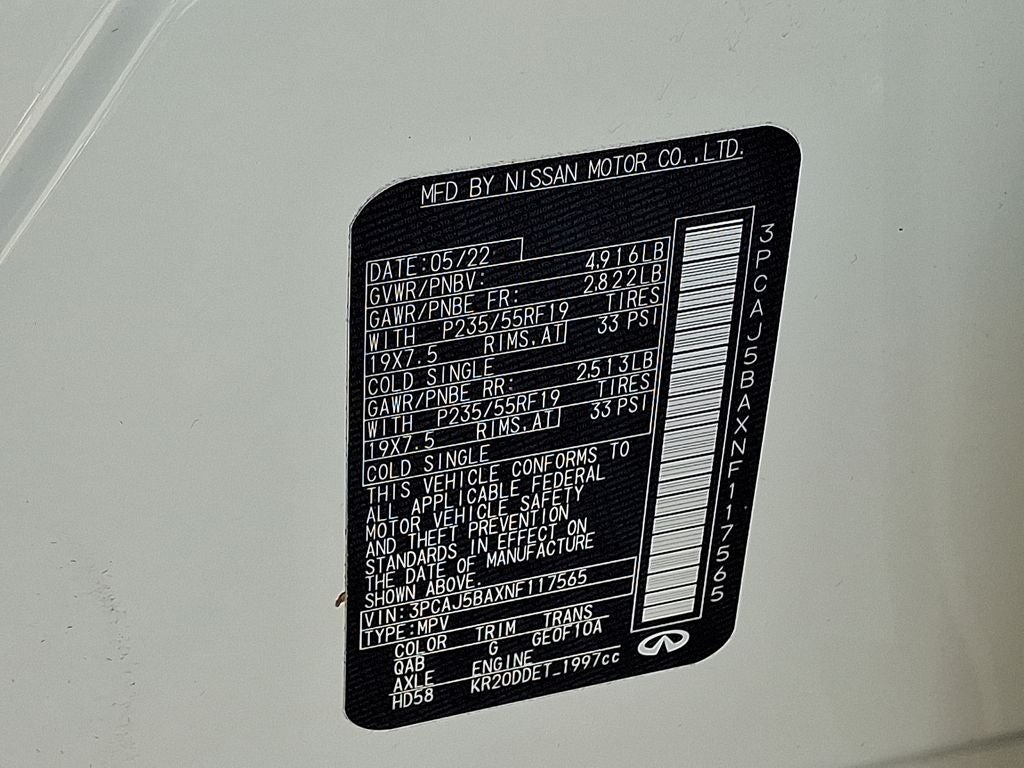 MFD BY NISSAN MOTOR CO.,LTD.
DATE:05/22
GVWR/PNBV: 4,916LB
GAWR/PNBE FR: 2,822LB
WITH P235/55RF19 TIRES
19X7.5 RIMS,AT 33 PSI
COLD SINGLE
GAWR/PNBE RR: 2,513LB
WITH P235/55RF19 TIRES
19X7.5 RIMS,AT 33 PSI
COLD SINGLE
THIS VEHICLE CONFORMS TO
ALL APPLICABLE FEDERAL
MOTOR VEHICLE SAFETY
AND THEFT PREVENTION
STANDARDS IN EFFECT ON
THE DATE OF MANUFACTURE
SHOWN ABOVE.
VIN:3PCAJ5BAXNF117565
TYPE:MPV
COLOR TRIM TRANS
QAB G GE0F10A
AXLE ENGINE
HD58 KR20DDET_1997cc
3PCAJ5BAXNF117565